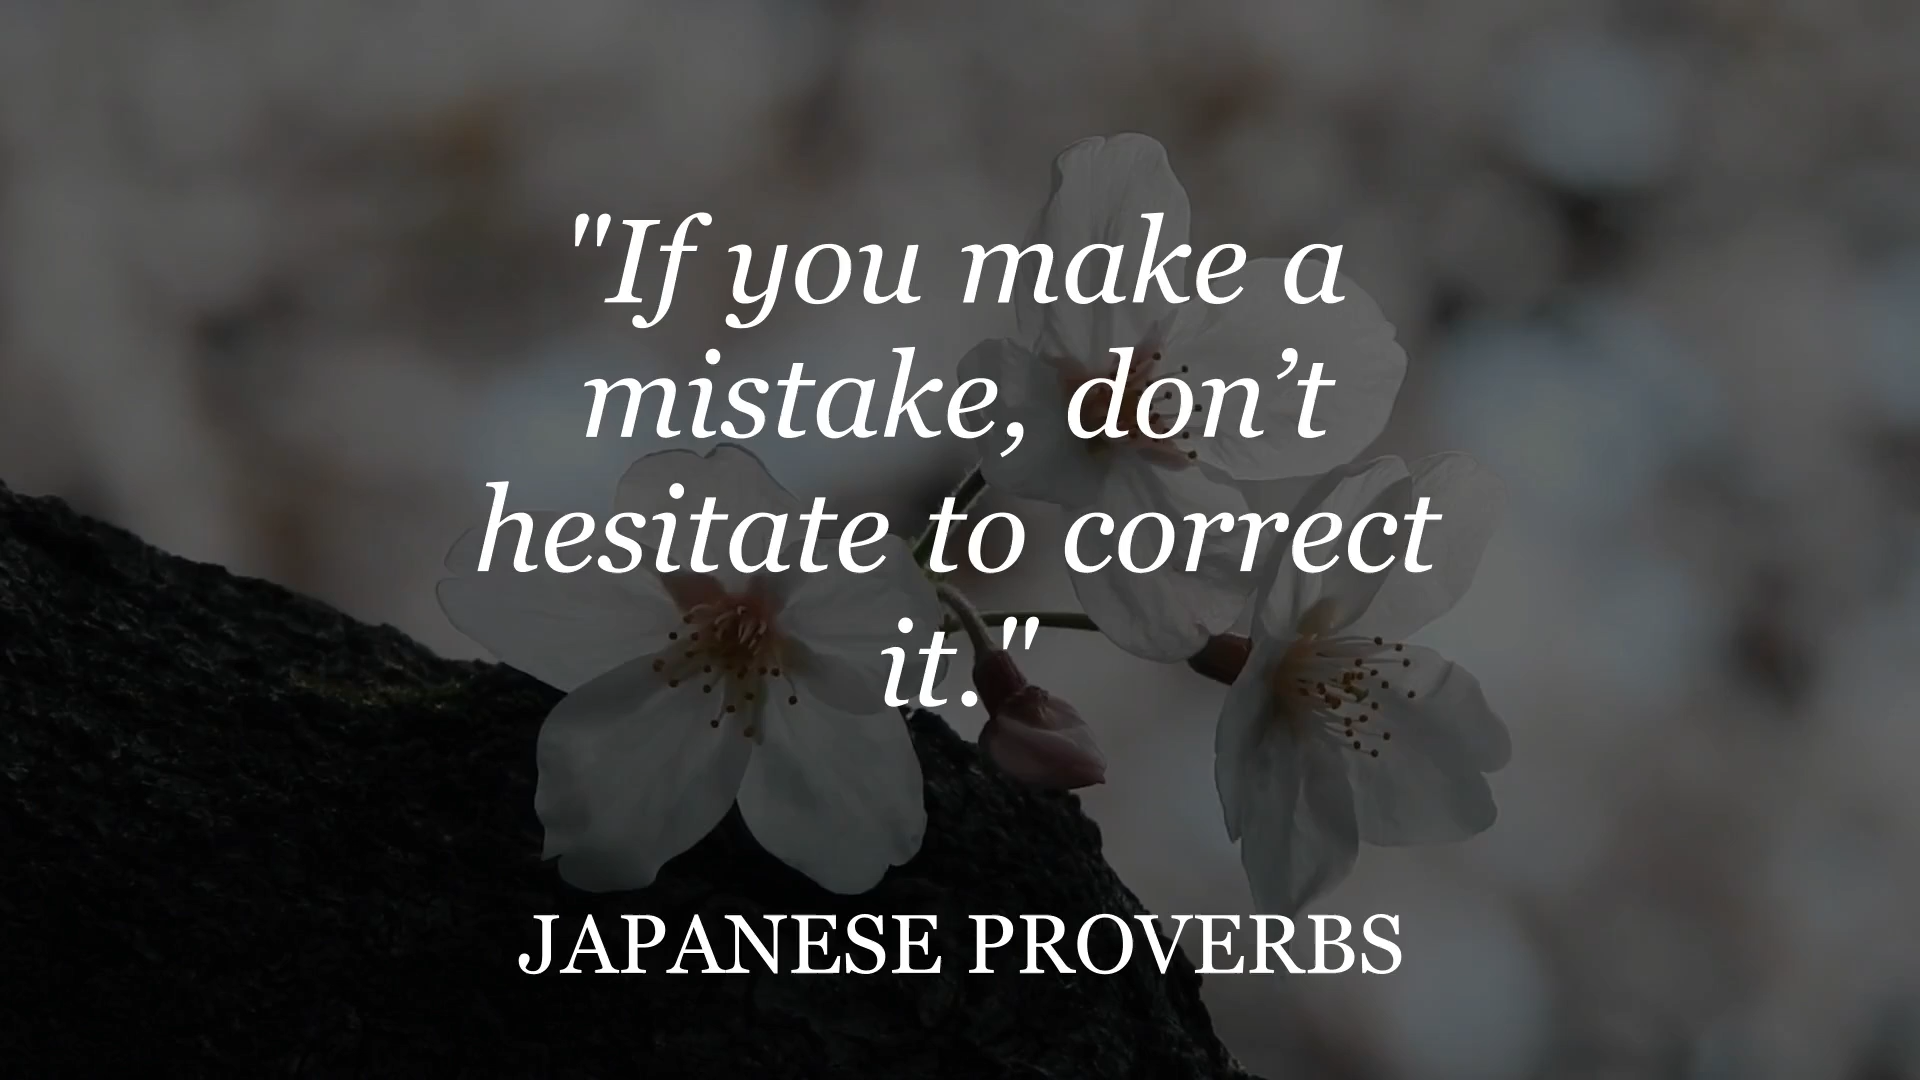 "If you make a
mistake, don’t
hesitate to correct
it."
JAPANESE PROVERBS